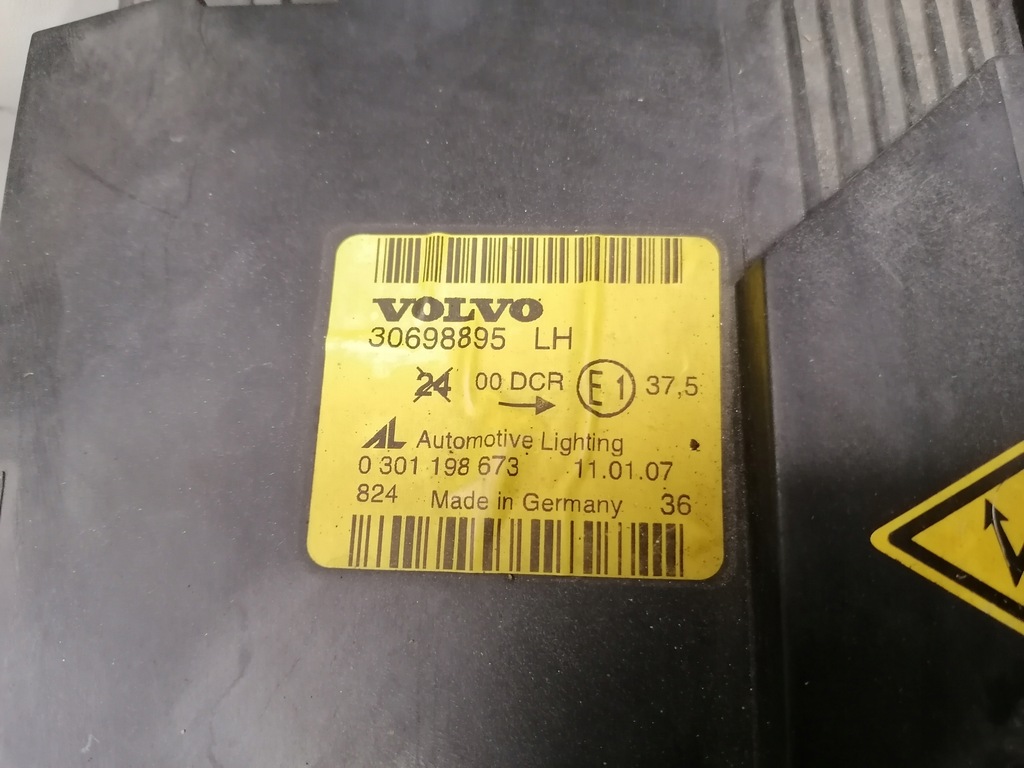 VOLVO
30698895 LH
24 00 DCR E1 37,5
AL Automotive Lighting
0 301 198 673 11.01.07
824 Made in Germany 36